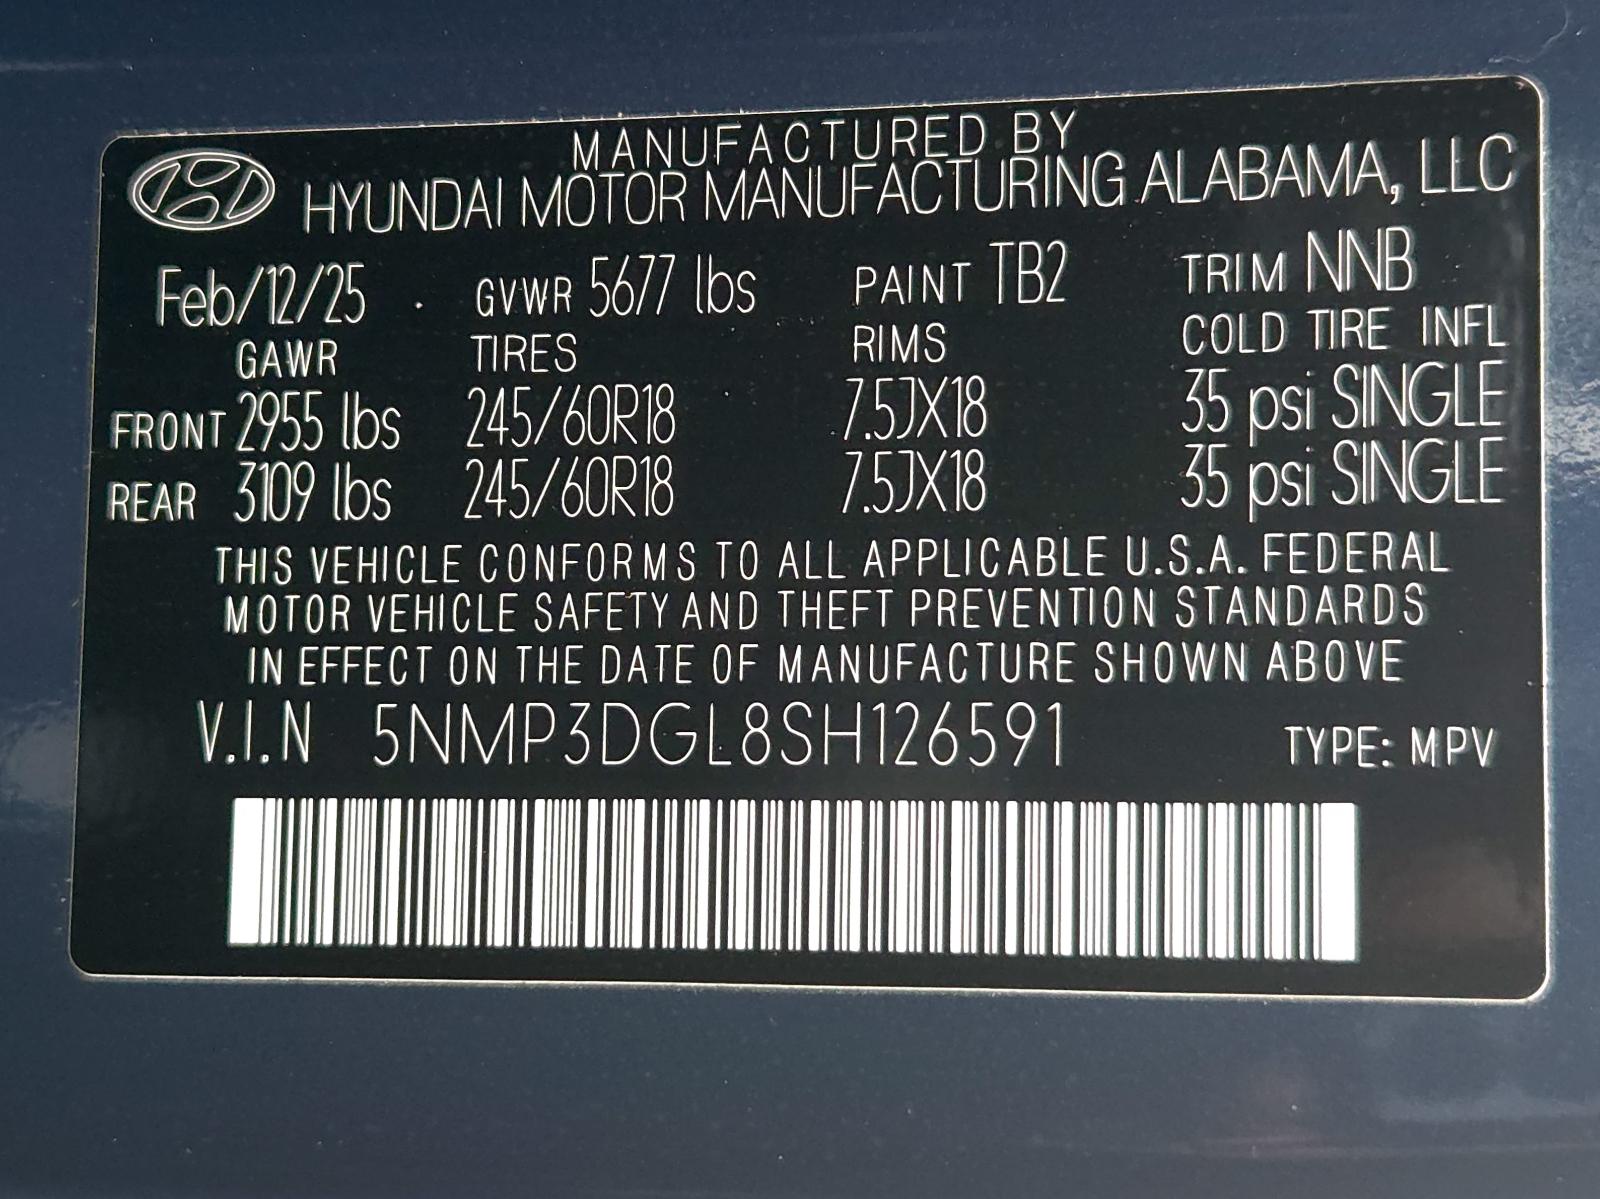 MANUFACTURED BY
HYUNDAI MOTOR MANUFACTURING ALABAMA, LLC
Feb/12/25 GVWR 5677 lbs PAINT TB2 TRIM NNB
GAWR TIRES RIMS COLD TIRE INFL
FRONT 2955 lbs 245/60R18 7.5JX18 35 psi SINGLE
REAR 3109 lbs 245/60R18 7.5JX18 35 psi SINGLE
THIS VEHICLE CONFORMS TO ALL APPLICABLE U.S.A. FEDERAL
MOTOR VEHICLE SAFETY AND THEFT PREVENTION STANDARDS
IN EFFECT ON THE DATE OF MANUFACTURE SHOWN ABOVE
V.I.N 5NMP3DGL8SH126591 TYPE: MPV